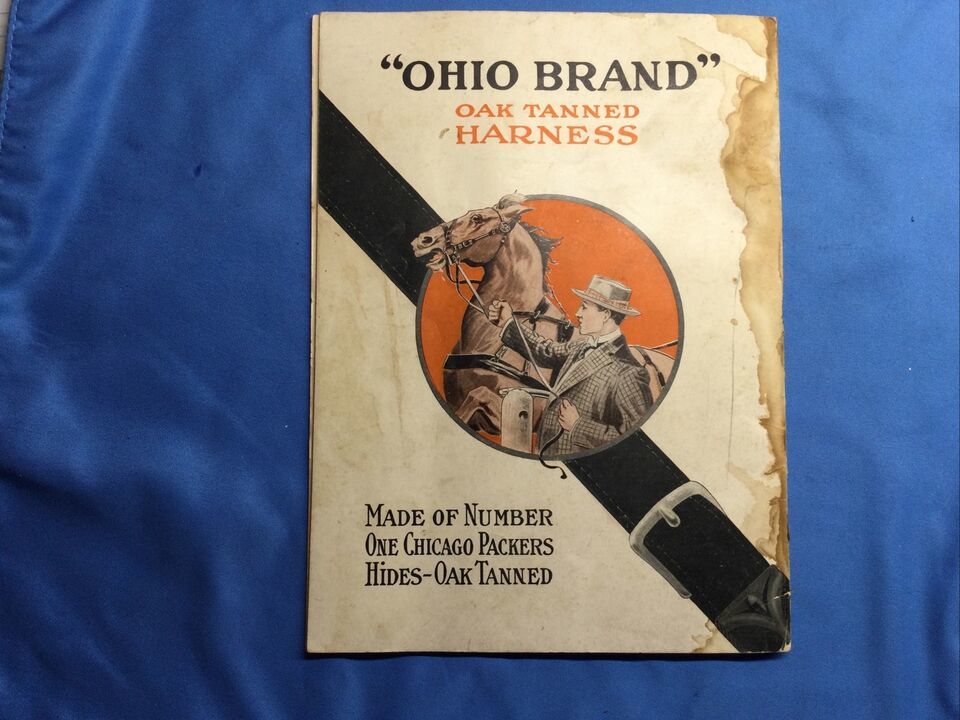 “OHIO BRAND”
OAK TANNED
HARNESS
MADE OF NUMBER
ONE CHICAGO PACKERS
HIDES-OAK TANNED